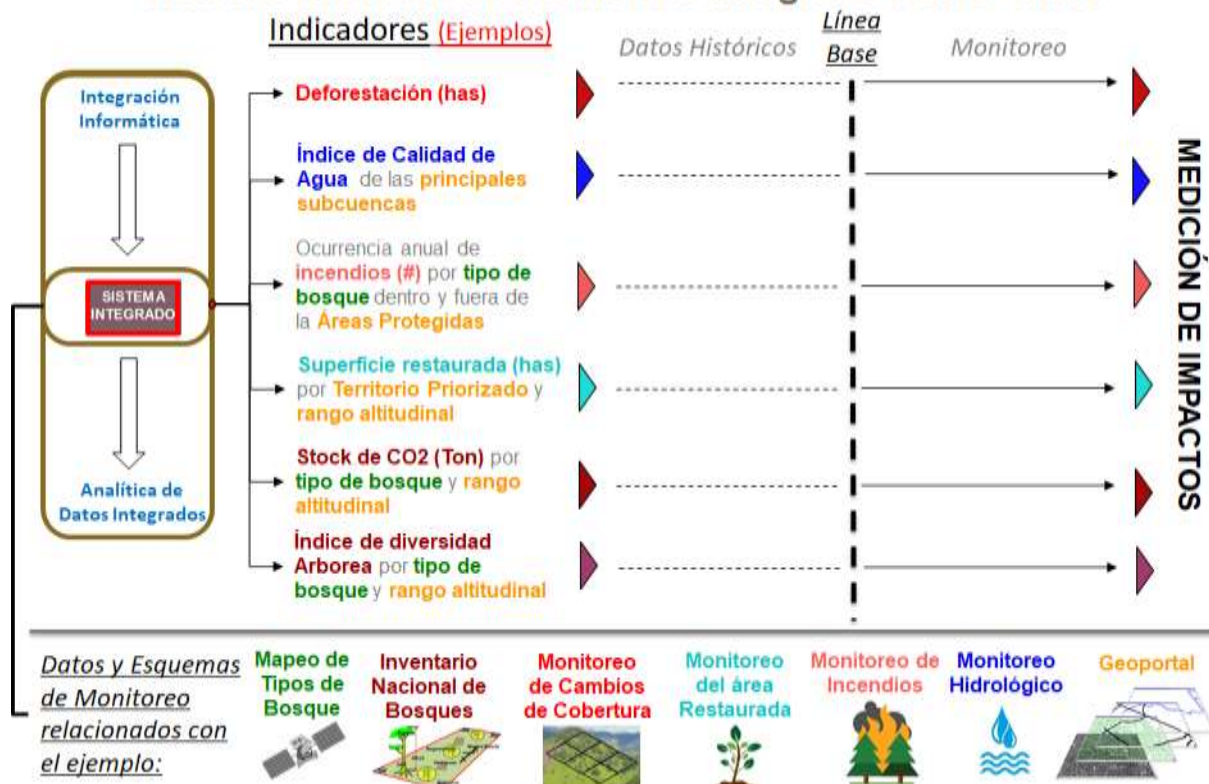 Indicadores (Ejemplos)
Datos Históricos
Línea
Base
Monitoreo
Integración
Informática
SISTEMA
INTEGRADO
Analítica de
Datos Integrados
Deforestación (has)
Índice de Calidad de
Agua de las principales
subcuencas
Ocurrencia anual de
incendios (#) por tipo de
bosque dentro y fuera de
la Áreas Protegidas
Superficie restaurada (has)
por Territorio Priorizado y
rango altitudinal
Stock de CO2 (Ton) por
tipo de bosque y rango
altitudinal
Índice de diversidad
Arborea por tipo de
bosque y rango altitudinal
MEDICIÓN DE IMPACTOS
Datos y Esquemas
de Monitoreo
relacionados con
el ejemplo:
Mapeo de
Tipos de
Bosque
Inventario
Nacional de
Bosques
Monitoreo
de Cambios
de Cobertura
Monitoreo
del área
Restaurada
Monitoreo de
Incendios
Monitoreo
Hidrológico
Geoportal